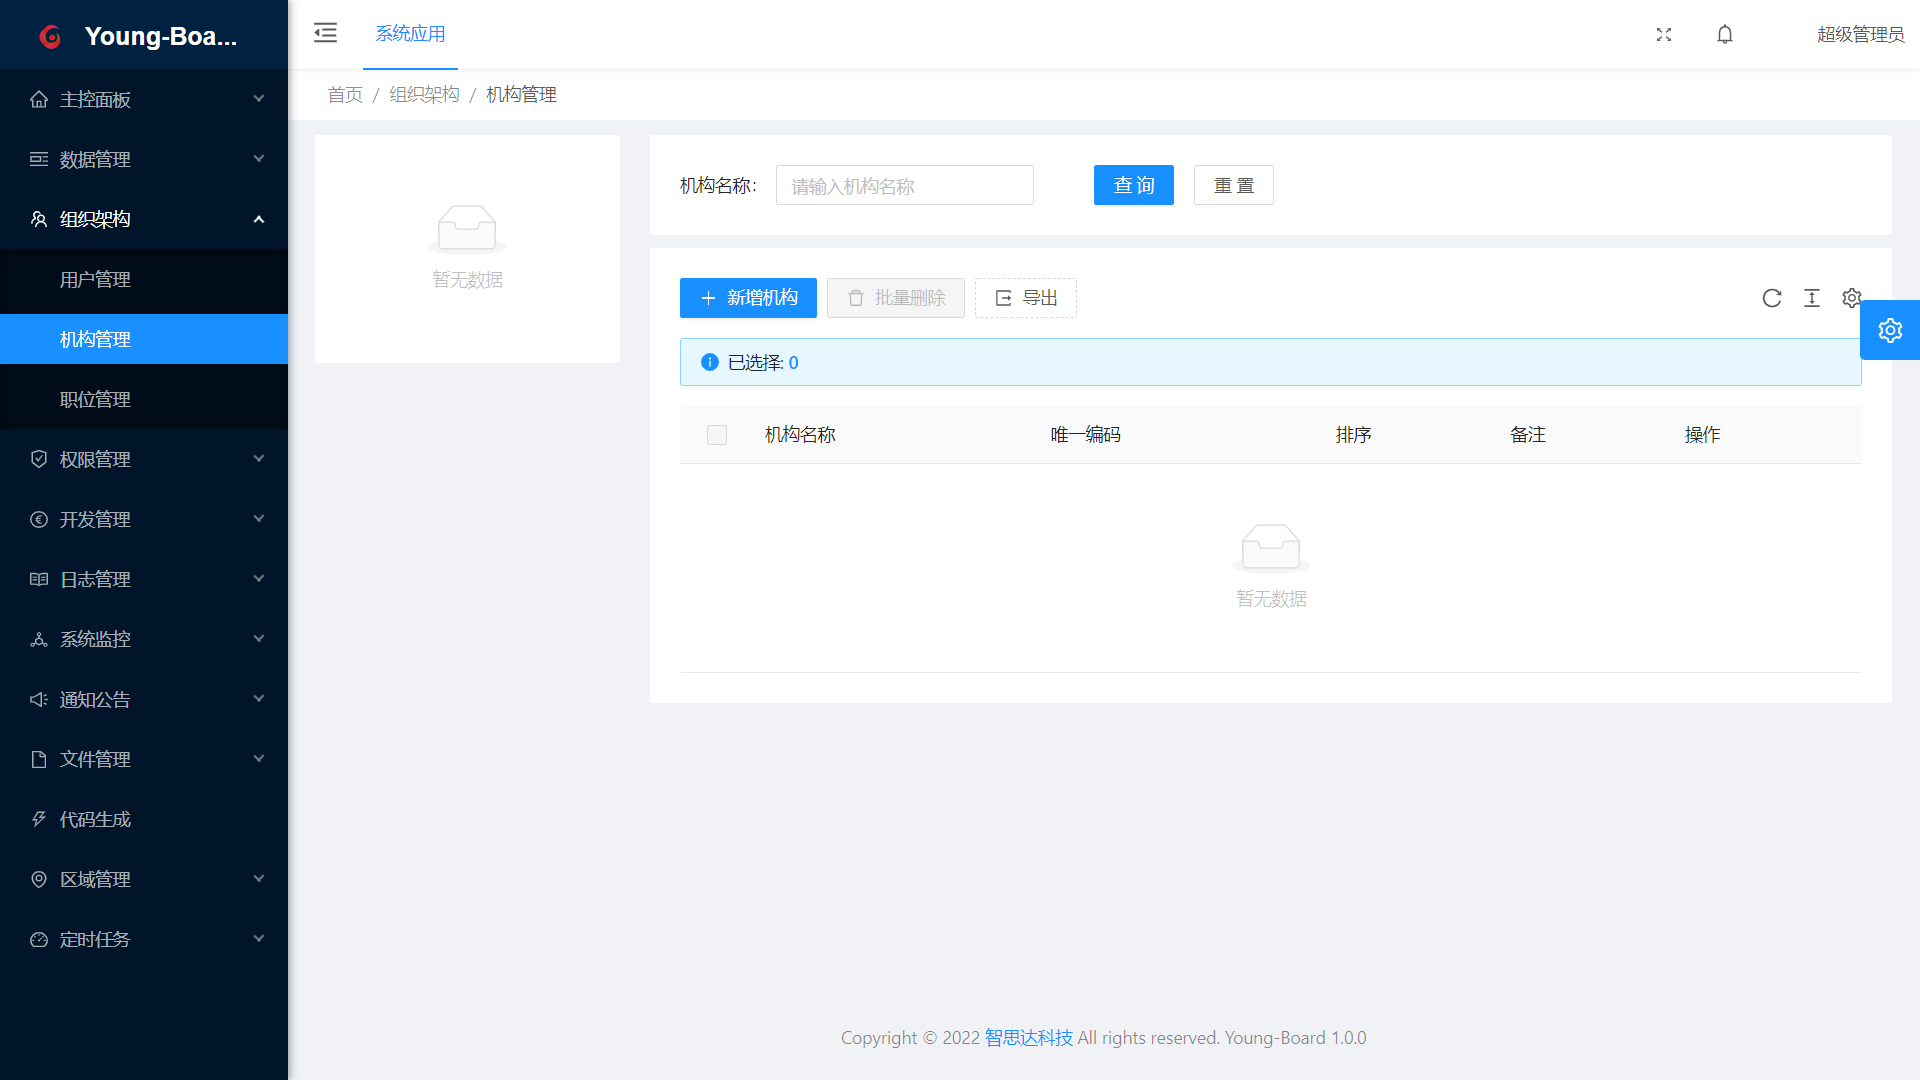 Young-Boa...
主控面板
数据管理
组织架构
用户管理
机构管理
职位管理
权限管理
开发管理
日志管理
系统监控
通知公告
文件管理
代码生成
区域管理
定时任务
系统应用
超级管理员
首页 / 组织架构 / 机构管理
暂无数据
机构名称: 请输入机构名称 查询 重置
新增机构 批量删除 导出
已选择: 0
机构名称 唯一编码 排序 备注 操作
暂无数据
Copyright © 2022 智思达科技 All rights reserved. Young-Board 1.0.0